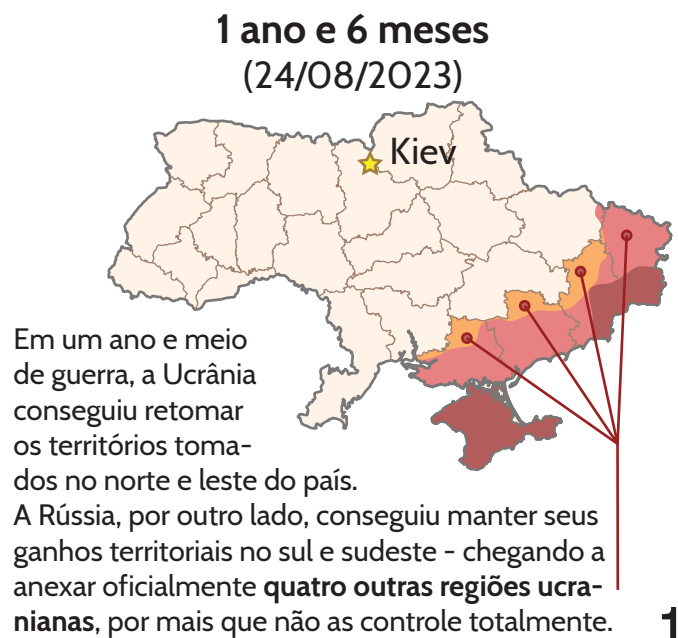 1 ano e 6 meses
(24/08/2023)
Kiev
Em um ano e meio
de guerra, a Ucrânia
conseguiu retomar
os territórios toma-
dos no norte e leste do país.
A Rússia, por outro lado, conseguiu manter seus
ganhos territoriais no sul e sudeste - chegando a
anexar oficialmente quatro outras regiões ucra-
nianas, por mais que não as controle totalmente.
1